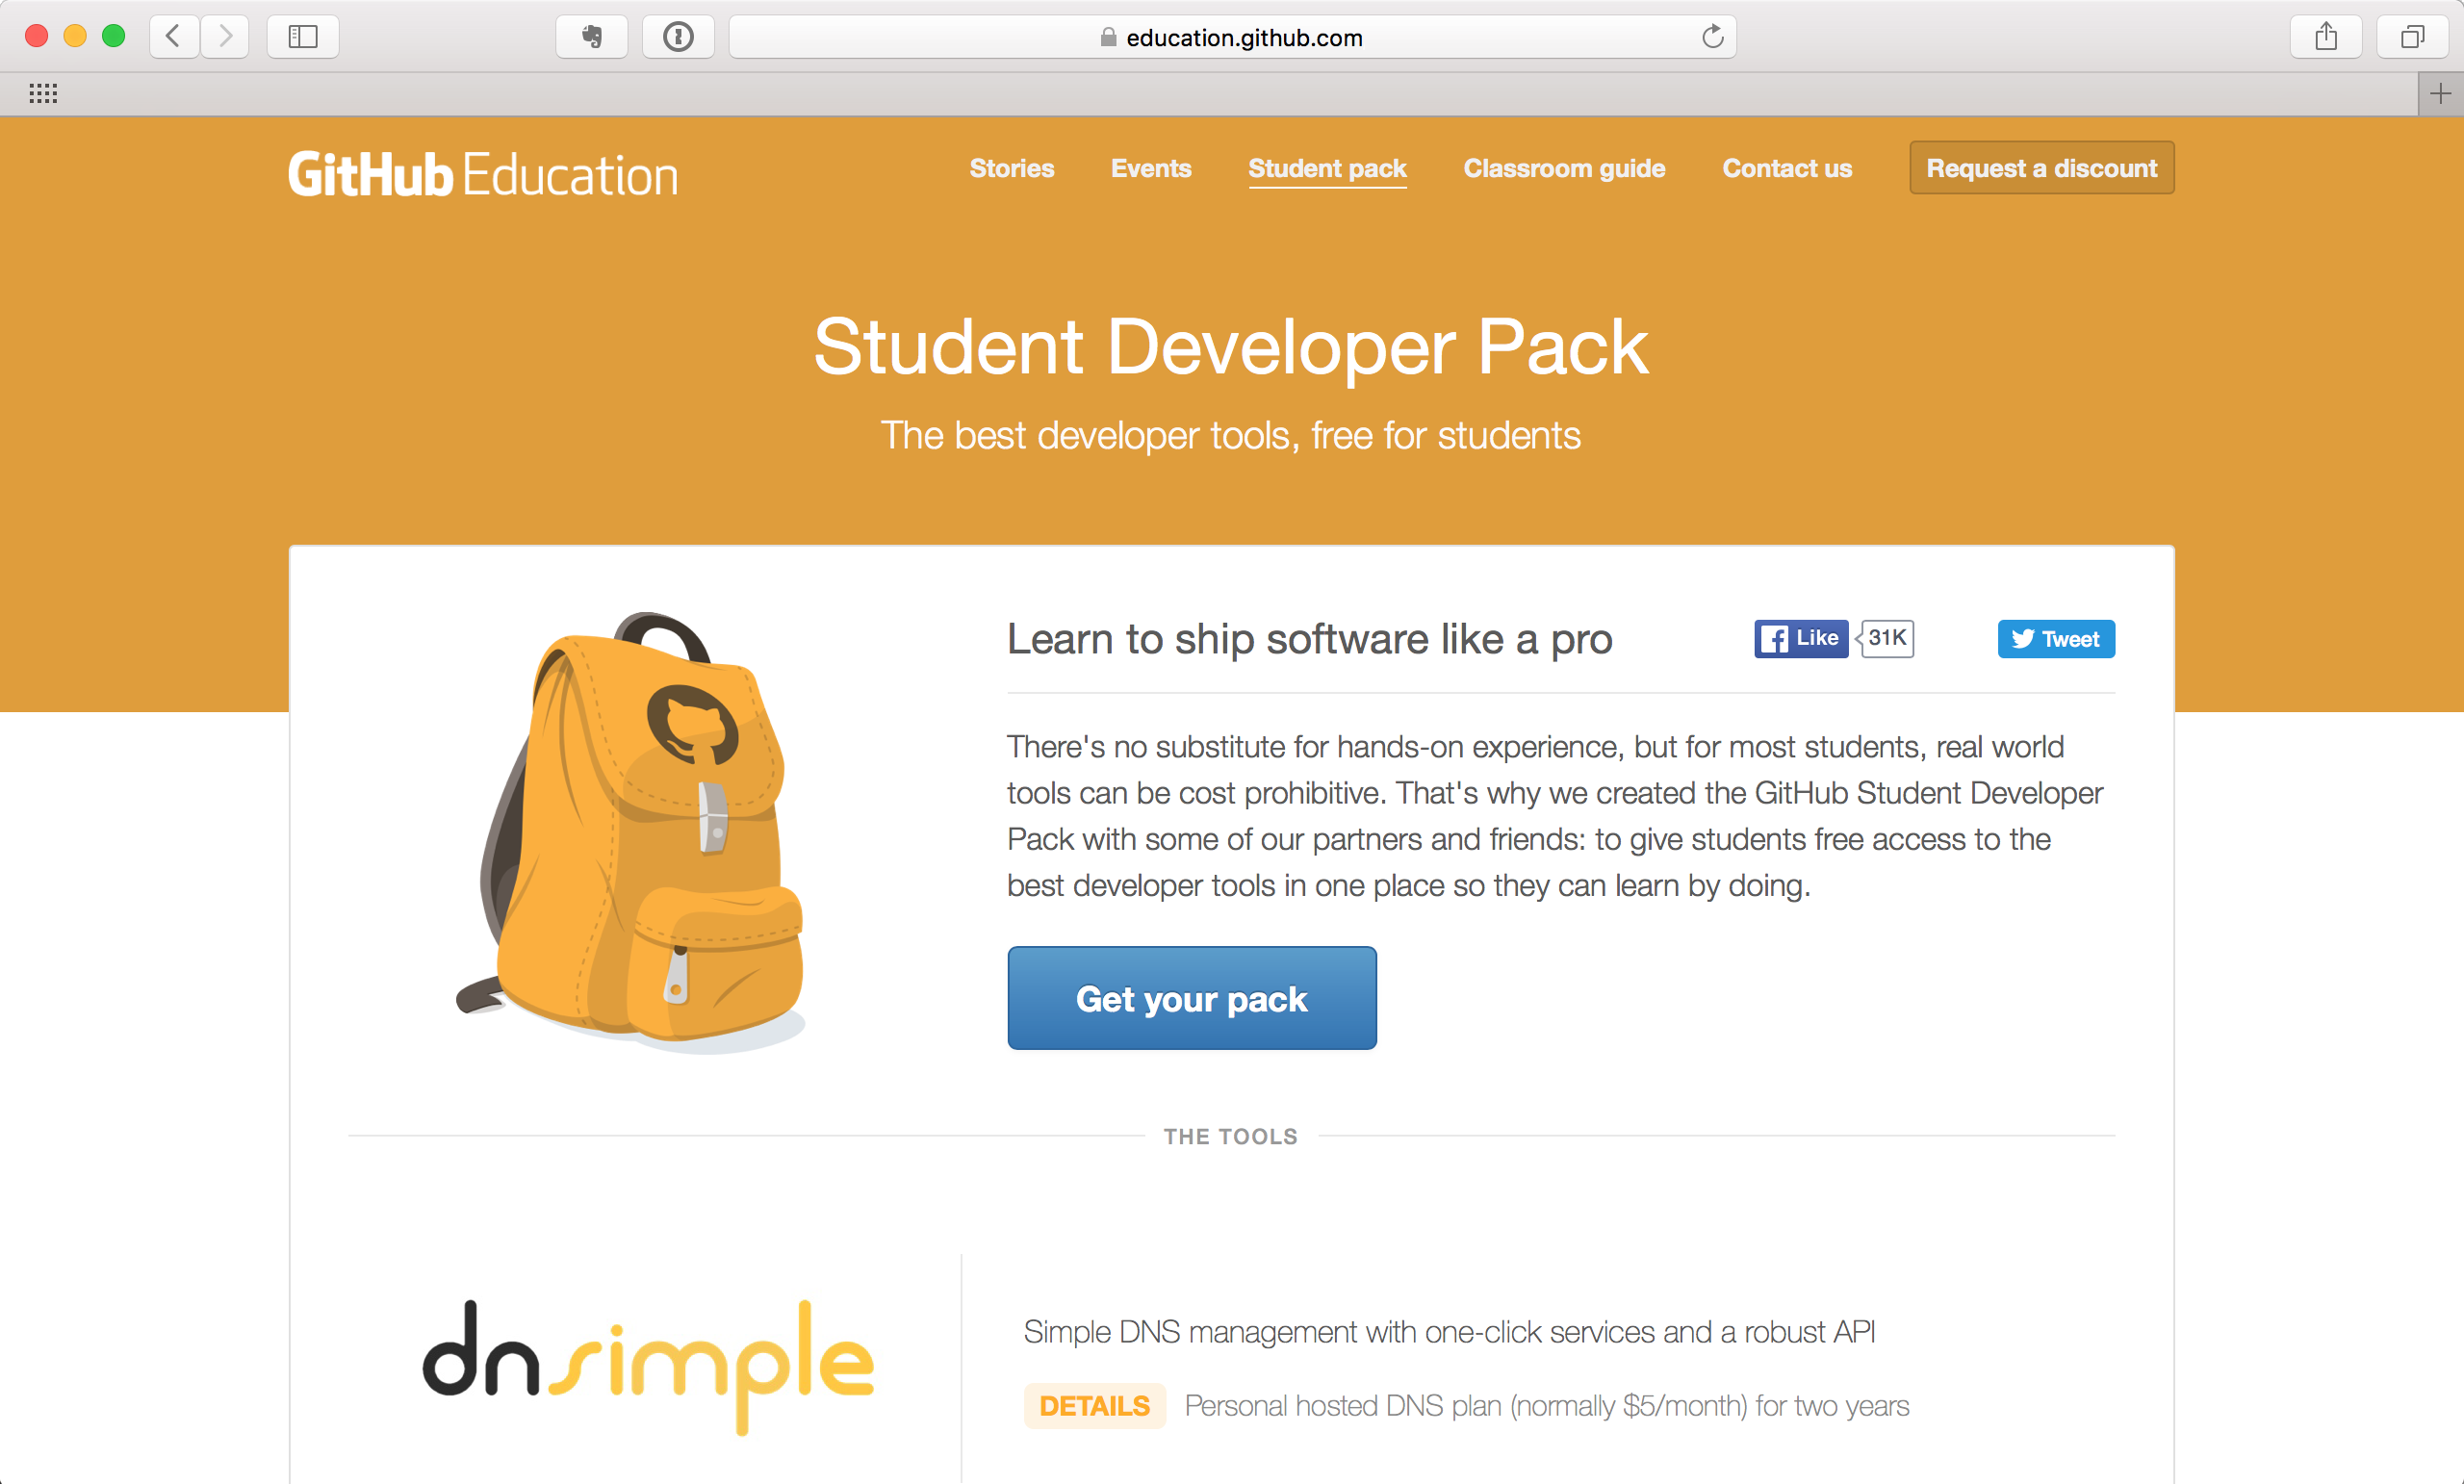 education.github.com
GitHub Education
Stories Events Student pack Classroom guide Contact us Request a discount
Student Developer Pack
The best developer tools, free for students
Learn to ship software like a pro
Like 31K Tweet
There's no substitute for hands-on experience, but for most students, real world
tools can be cost prohibitive. That's why we created the GitHub Student Developer
Pack with some of our partners and friends: to give students free access to the
best developer tools in one place so they can learn by doing.
Get your pack
THE TOOLS
dnsimple
Simple DNS management with one-click services and a robust API
DETAILS Personal hosted DNS plan (normally $5/month) for two years